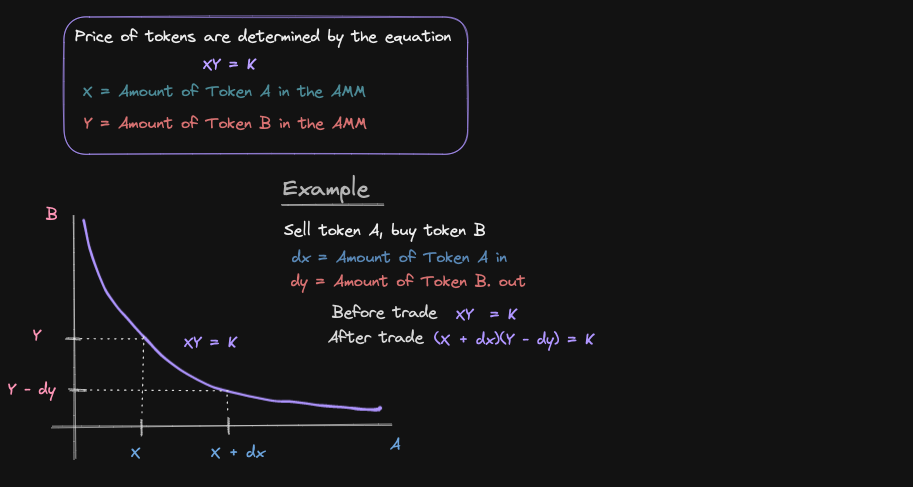 Price of tokens are determined by the equation
XY = K
X = Amount of Token A in the AMM
Y = Amount of Token B in the AMM
Example
Sell token A, buy token B
dx = Amount of Token A in
dy = Amount of Token B. out
Before trade XY = K
After trade (X + dx)(Y - dy) = K
B
Y
XY = K
Y - dy
X
X + dx
A